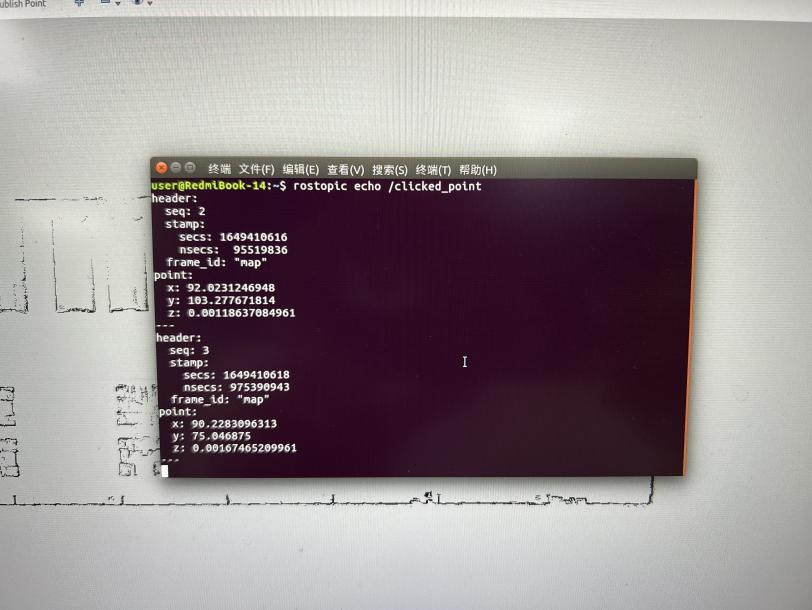 ublish Point
终端 文件(F) 编辑(E) 查看(V) 搜索(S) 终端(T) 帮助(H)
user@RedmiBook-14:~$ rostopic echo /clicked_point
header:
  seq: 2
  stamp:
    secs: 1649410616
    nsecs:  95519836
  frame_id: "map"
point:
  x: 92.0231246948
  y: 103.277671814
  z: 0.00118637084961
---
header:
  seq: 3
  stamp:
    secs: 1649410618
    nsecs: 975390943
  frame_id: "map"
point:
  x: 90.2283096313
  y: 75.046875
  z: 0.00167465209961
---